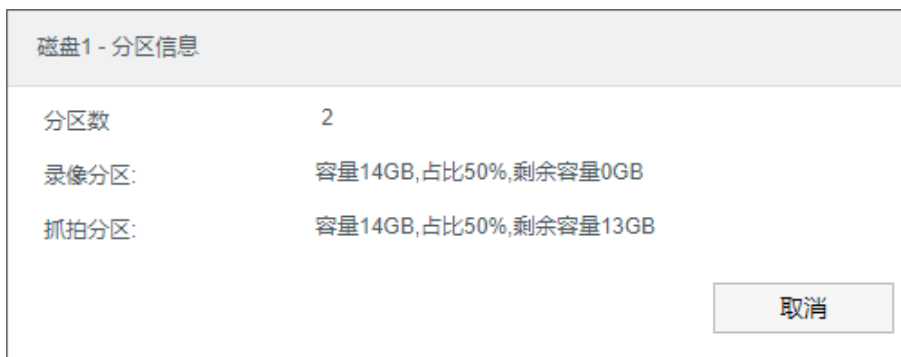 磁盘1 - 分区信息
分区数 2
录像分区: 容量14GB,占比50%,剩余容量0GB
抓拍分区: 容量14GB,占比50%,剩余容量13GB
取消